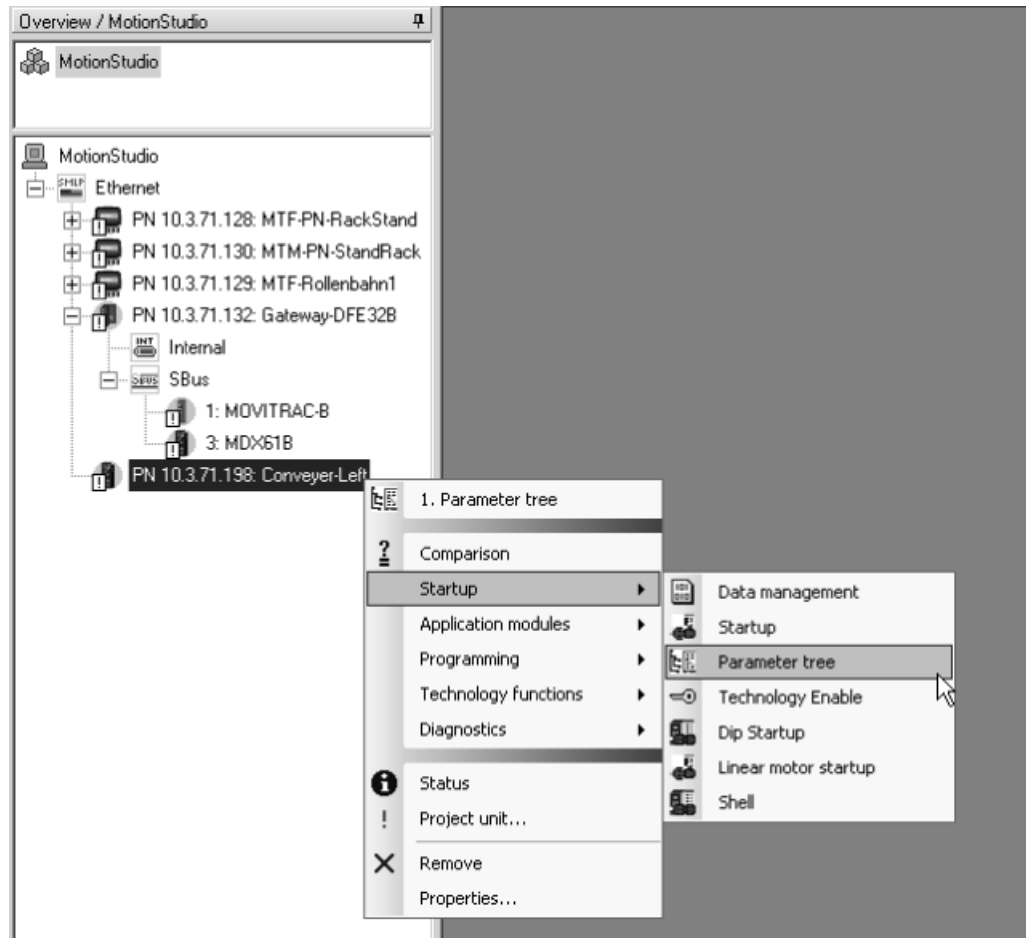 Overview / MotionStudio
MotionStudio
MotionStudio
SMLP Ethernet
PN 10.3.71.128: MTF-PN-RackStand
PN 10.3.71.130: MTM-PN-StandRack
PN 10.3.71.129: MTF-Rollenbahn1
PN 10.3.71.132: Gateway-DFE32B
INT Internal
SBUS SBus
1: MOVITRAC-B
3: MDX61B
PN 10.3.71.198: Conveyer-Left
1. Parameter tree
Comparison
Startup
Application modules
Programming
Technology functions
Diagnostics
Status
Project unit...
Remove
Properties...
Data management
Startup
Parameter tree
Technology Enable
Dip Startup
Linear motor startup
Shell